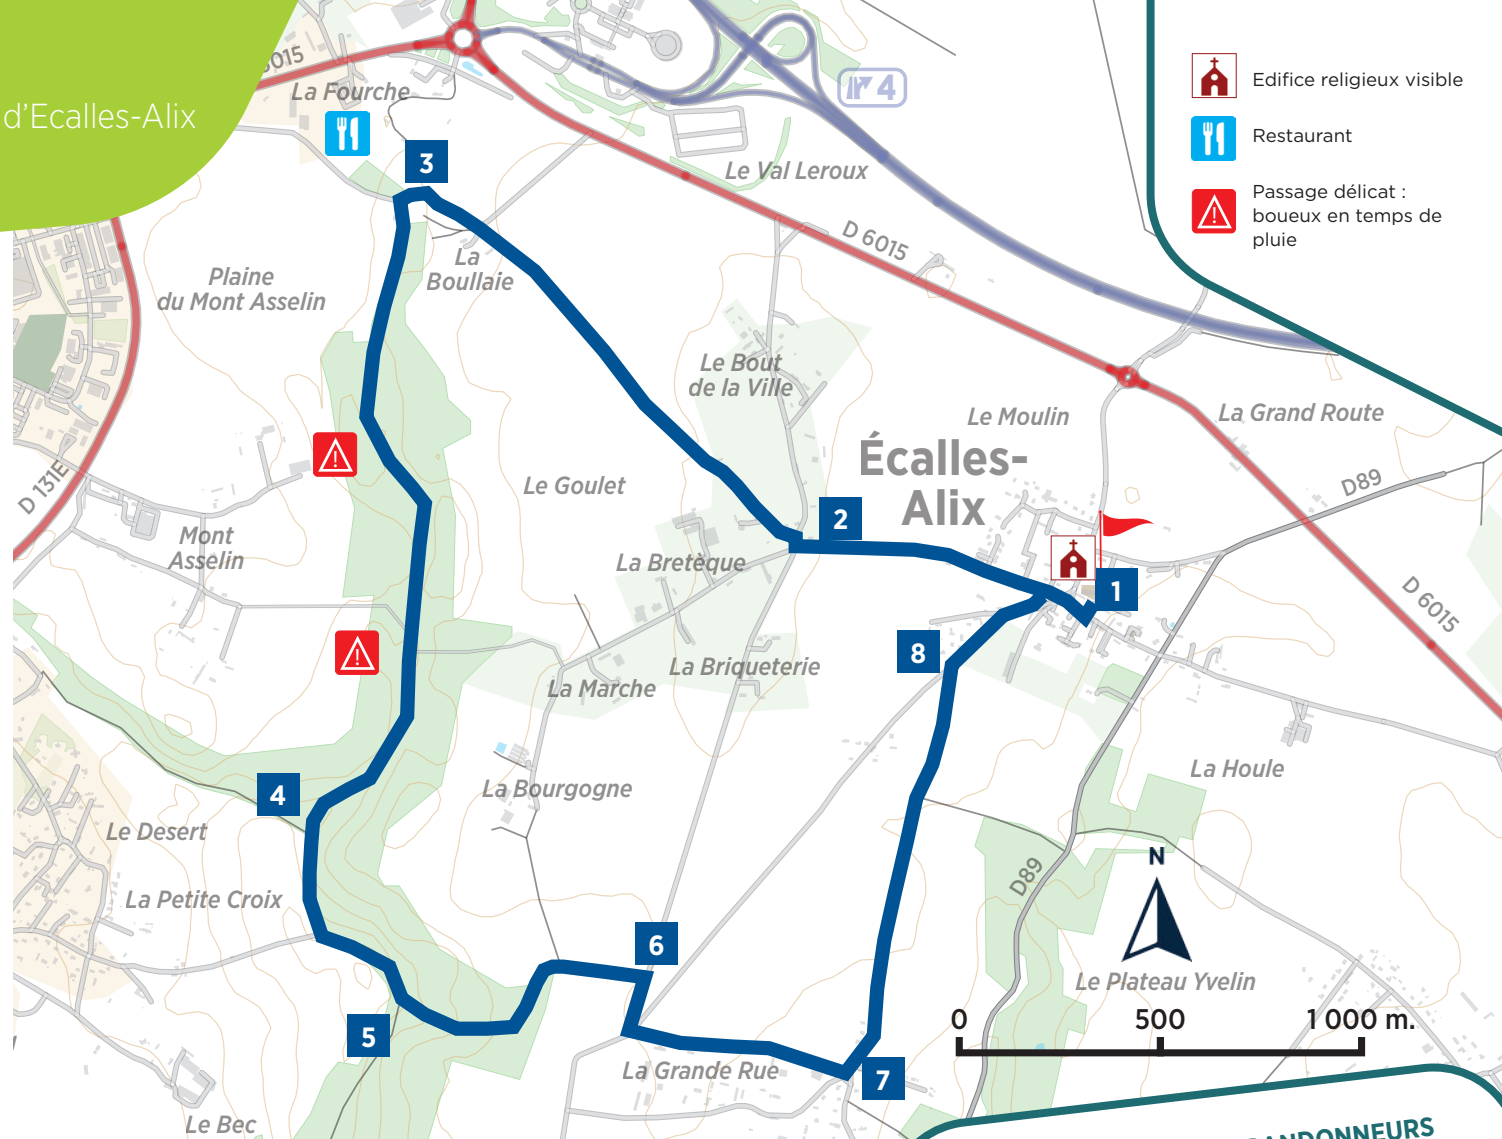 d'Ecalles-Alix
6015
La Fourche
3
4
Le Val Leroux
D 6015
Edifice religieux visible
Restaurant
Passage délicat :
boueux en temps de
pluie
La
Boullaie
Plaine
du Mont Asselin
Le Bout
de la Ville
Le Moulin
La Grand Route
Écalles-
Alix
D89
D 131E
Le Goulet
Mont
Asselin
2
La Bretèque
1
D 6015
8
La Briqueterie
La Marche
La Houle
4
La Bourgogne
Le Desert
D89
N
La Petite Croix
6
Le Plateau Yvelin
0 500 1 000 m.
5
La Grande Rue
7
Le Bec
RANDONNEURS